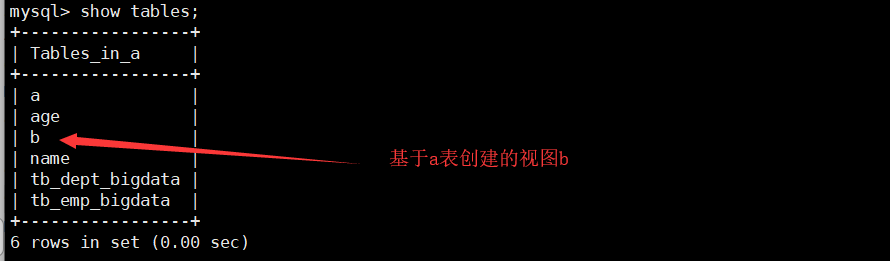 mysql> show tables;
+-----------------+
| Tables_in_a     |
+-----------------+
| a               |
| age             |
| b               |
| name            |
| tb_dept_bigdata |
| tb_emp_bigdata  |
+-----------------+
6 rows in set (0.00 sec)
基于a表创建的视图b